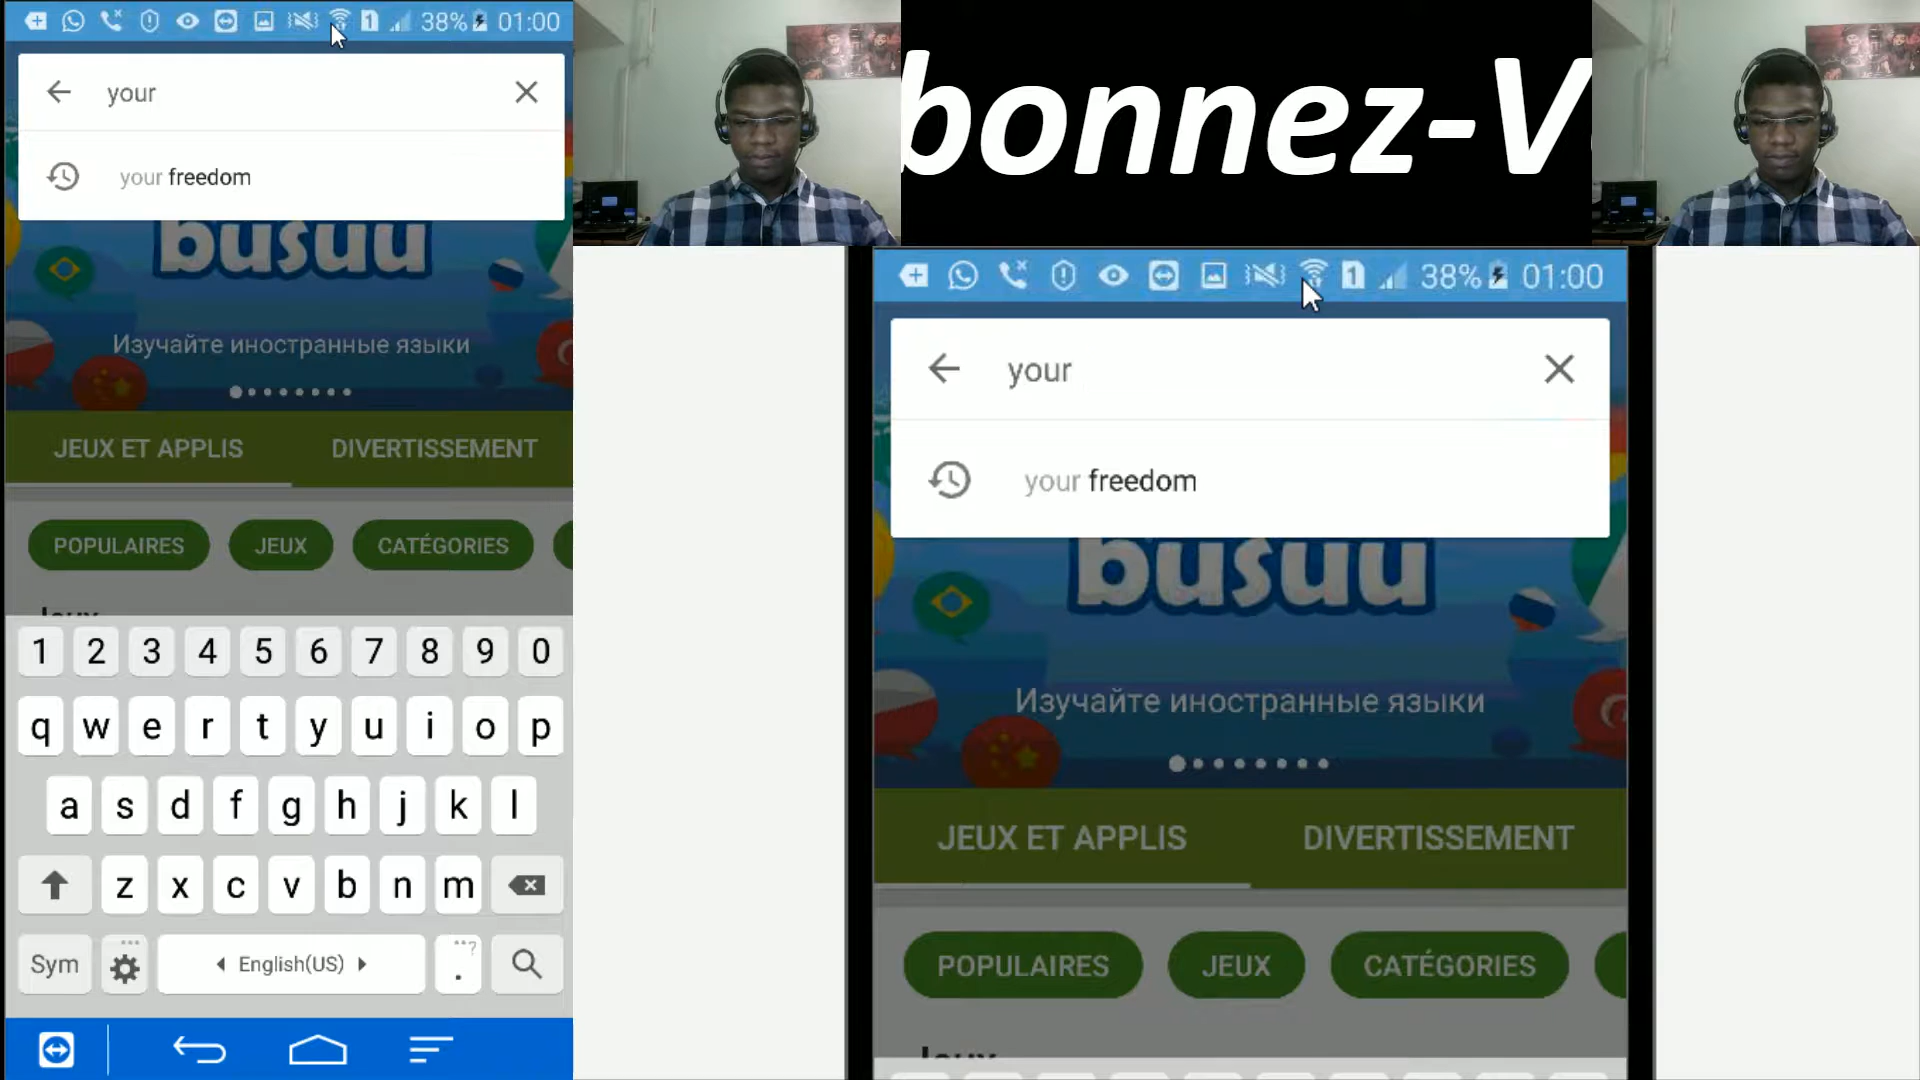 38% 01:00
your
your freedom
busuu
Изучайте иностранные языки
JEUX ET APPLIS DIVERTISSEMENT
POPULAIRES JEUX CATÉGORIES
1 2 3 4 5 6 7 8 9 0
q w e r t y u i o p
a s d f g h j k l
z x c v b n m
Sym English(US) .
bonnez-V
1 38% 01:00
your
your freedom
busuu
Изучайте иностранные языки
JEUX ET APPLIS DIVERTISSEMENT
POPULAIRES JEUX CATÉGORIES